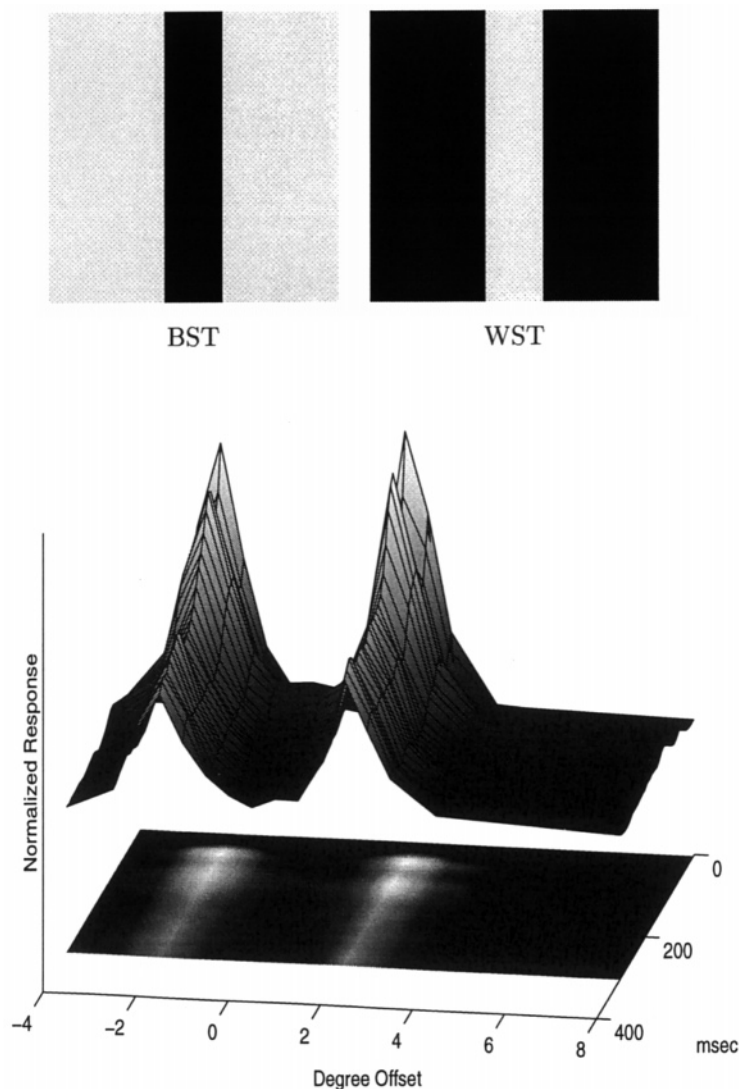 BST WST
Normalized Response
0
200
400
msec
−4 −2 0 2 4 6 8
Degree Offset